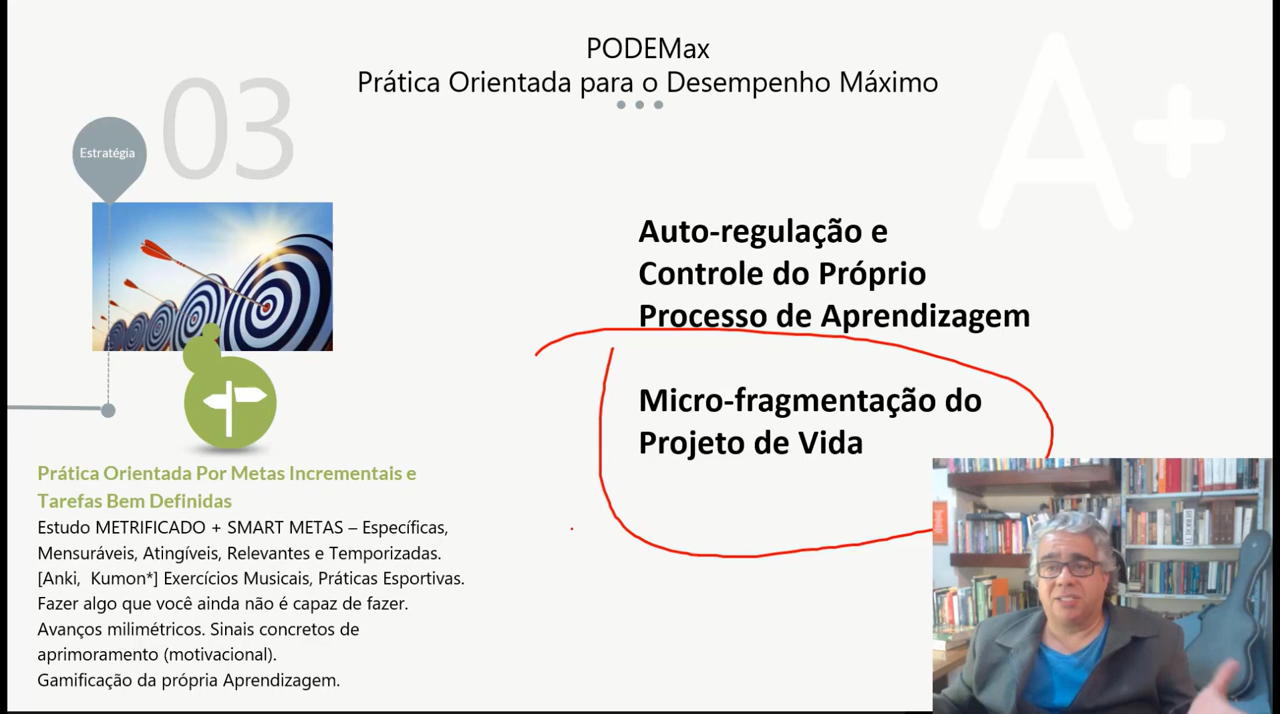 PODEMax
Prática Orientada para o Desempenho Máximo
A+
03
Estratégia
Auto-regulação e
Controle do Próprio
Processo de Aprendizagem
Micro-fragmentação do
Projeto de Vida
Prática Orientada Por Metas Incrementais e
Tarefas Bem Definidas
Estudo METRIFICADO + SMART METAS – Específicas,
Mensuráveis, Atingíveis, Relevantes e Temporizadas.
[Anki,  Kumon*] Exercícios Musicais, Práticas Esportivas.
Fazer algo que você ainda não é capaz de fazer.
Avanços milimétricos. Sinais concretos de
aprimoramento (motivacional).
Gamificação da própria Aprendizagem.